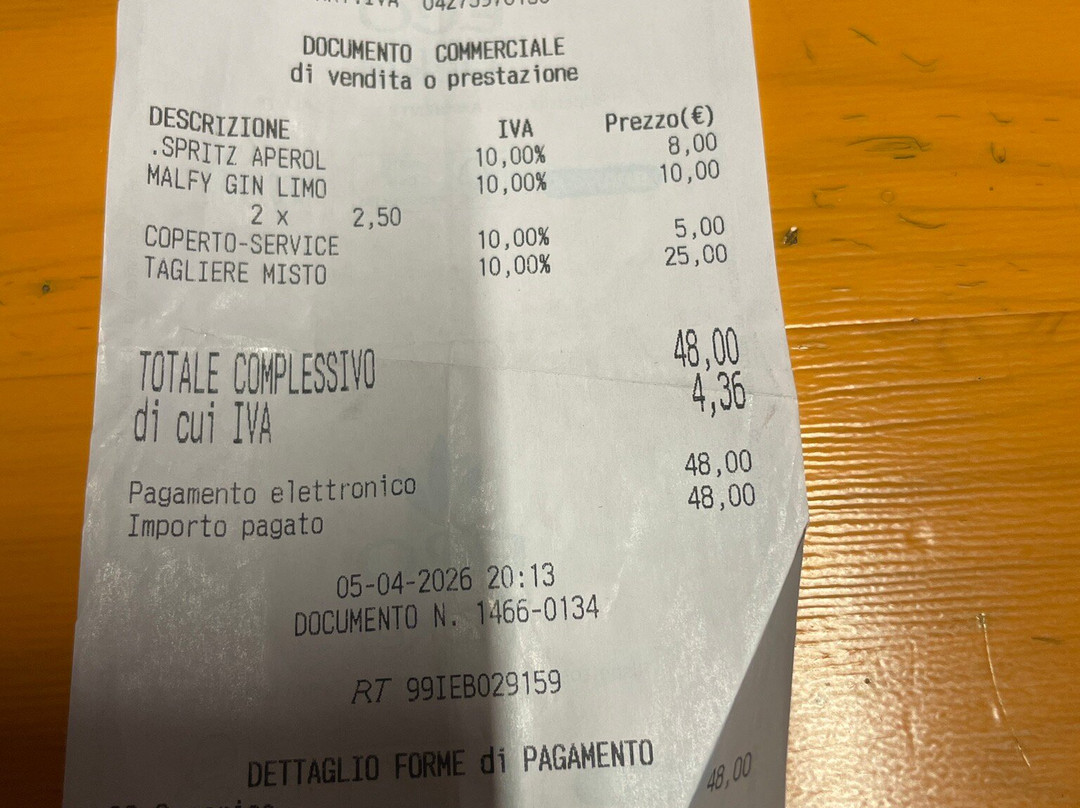 DOCUMENTO COMMERCIALE
di vendita o prestazione
DESCRIZIONE IVA Prezzo(€)
.SPRITZ APEROL 10,00% 8,00
MALFY GIN LIMO 10,00% 10,00
2 x 2,50
COPERTO-SERVICE 10,00% 5,00
TAGLIERE MISTO 10,00% 25,00
TOTALE COMPLESSIVO 48,00
di cui IVA 4,36
Pagamento elettronico 48,00
Importo pagato 48,00
05-04-2026 20:13
DOCUMENTO N. 1466-0134
RT 99IEB029159
DETTAGLIO FORME di PAGAMENTO
48,00